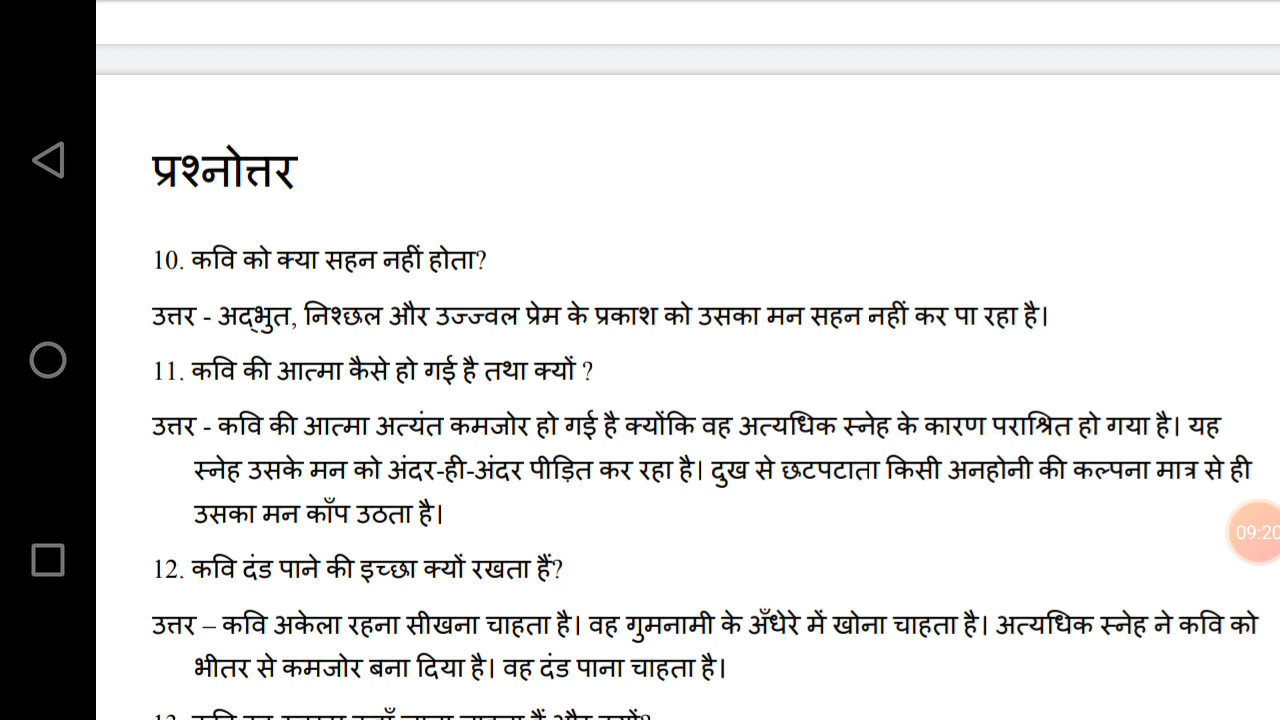 प्रश्नोत्तर
10. कवि को क्या सहन नहीं होता?
उत्तर - अद्‌भुत, निश्छल और उज्ज्वल प्रेम के प्रकाश को उसका मन सहन नहीं कर पा रहा है।
11. कवि की आत्मा कैसे हो गई है तथा क्यों ?
उत्तर - कवि की आत्मा अत्यंत कमजोर हो गई है क्योंकि वह अत्यधिक स्नेह के कारण पराश्रित हो गया है। यह
स्नेह उसके मन को अंदर-ही-अंदर पीड़ित कर रहा है। दुख से छटपटाता किसी अनहोनी की कल्पना मात्र से ही
उसका मन काँप उठता है।
09:20
12. कवि दंड पाने की इच्छा क्यों रखता हैं?
उत्तर – कवि अकेला रहना सीखना चाहता है। वह गुमनामी के अँधेरे में खोना चाहता है। अत्यधिक स्नेह ने कवि को
भीतर से कमजोर बना दिया है। वह दंड पाना चाहता है।